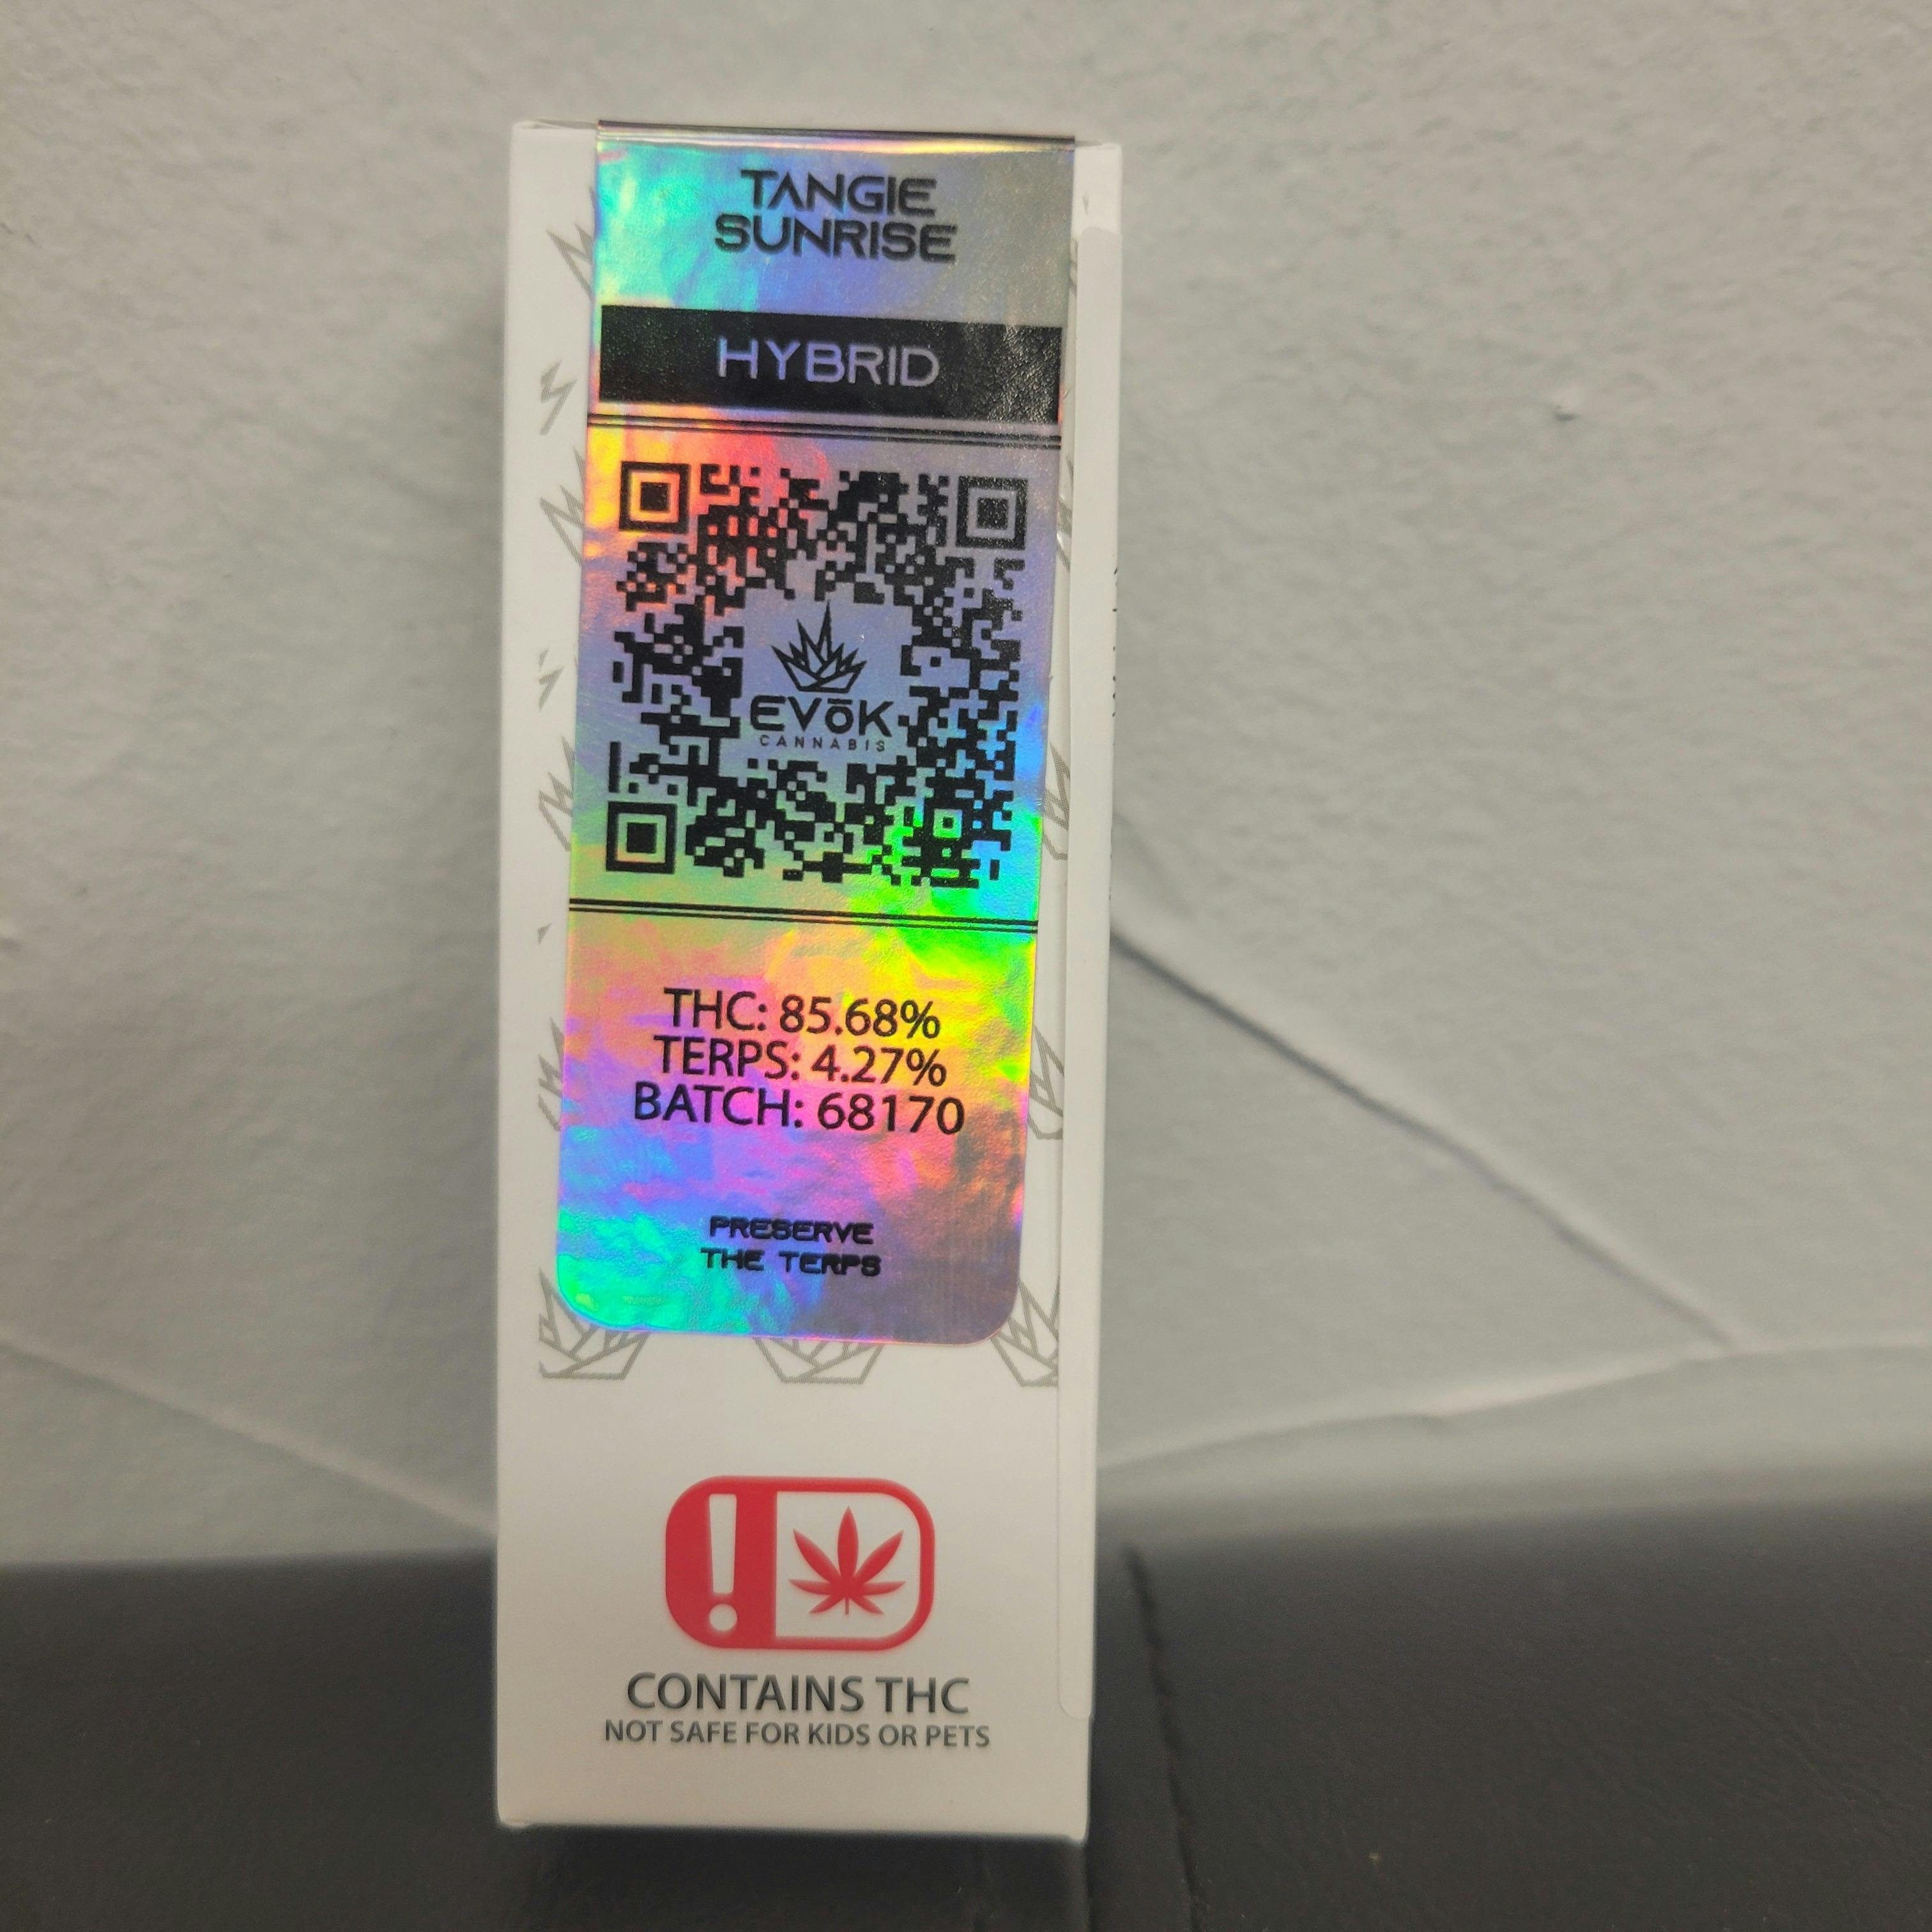 TANGIE
SUNRISE
HYBRID
EVōK
CANNABIS
THC: 85.68%
TERPS: 4.27%
BATCH: 68170
PRESERVE
THE TERPS
!
CONTAINS THC
NOT SAFE FOR KIDS OR PETS